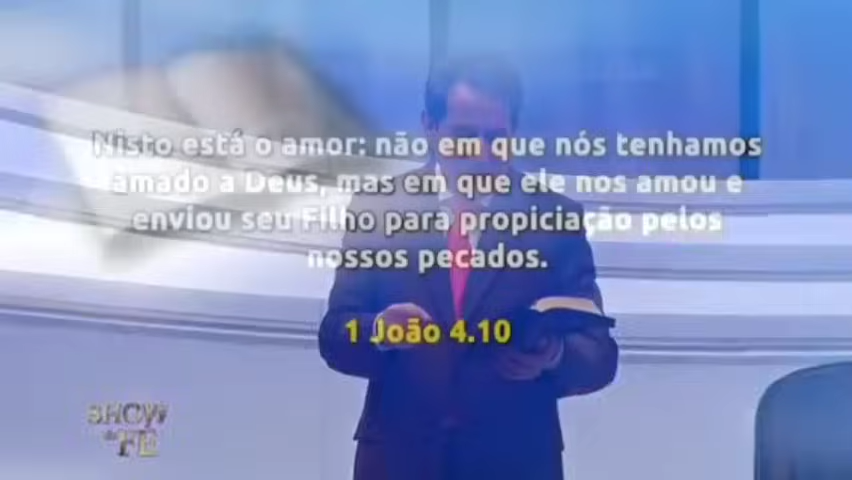 Nisto está o amor: não em que nós tenhamos
amado a Deus, mas em que ele nos amou e
enviou seu Filho para propiciação pelos
nossos pecados.
1 João 4.10
SHOW
da FÉ